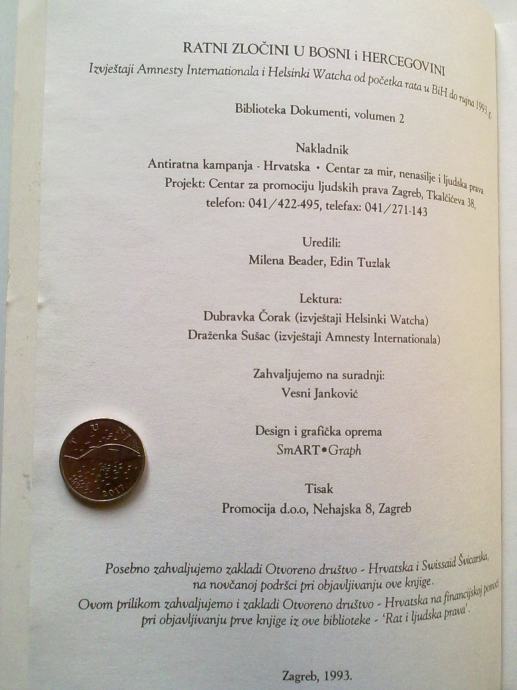 RATNI ZLOČINI U BOSNI i HERCEGOVINI
Izvještaji Amnesty Internationala i Helsinki Watcha od početka rata u BiH do rujna 1993 g.
Biblioteka Dokumenti, volumen 2
Nakladnik
Antiratna kampanja - Hrvatska • Centar za mir, nenasilje i ljudska prava
Projekt: Centar za promociju ljudskih prava Zagreb, Tkalčićeva 38,
telefon: 041/422-495, telefax: 041/271-143
Uredili:
Milena Beader, Edin Tuzlak
Lektura:
Dubravka Čorak (izvještaji Helsinki Watcha)
Draženka Sušac (izvještaji Amnesty Internationala)
Zahvaljujemo na suradnji:
Vesni Janković
Design i grafička oprema
SmART•Graph
Tisak
Promocija d.o.o, Nehajska 8, Zagreb
TUNJ
2017
Posebno zahvaljujemo zakladi Otvoreno društvo - Hrvatska i Swissaid Švicarska,
na novčanoj podršci pri objavljivanju ove knjige.
Ovom prilikom zahvaljujemo i zakladi Otvoreno društvo - Hrvatska na financijskoj pomoći
pri objavljivanju prve knjige iz ove biblioteke - 'Rat i ljudska prava'.
Zagreb, 1993.